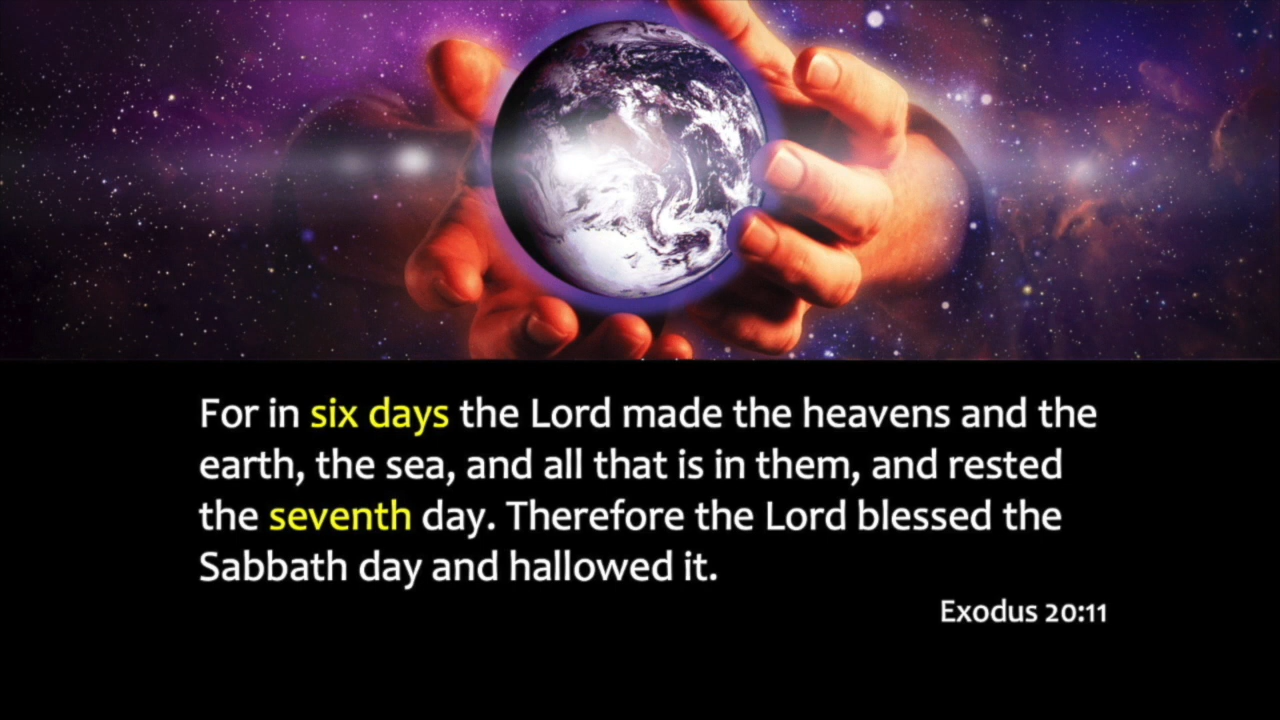 For in six days the Lord made the heavens and the
earth, the sea, and all that is in them, and rested
the seventh day. Therefore the Lord blessed the
Sabbath day and hallowed it.
Exodus 20:11